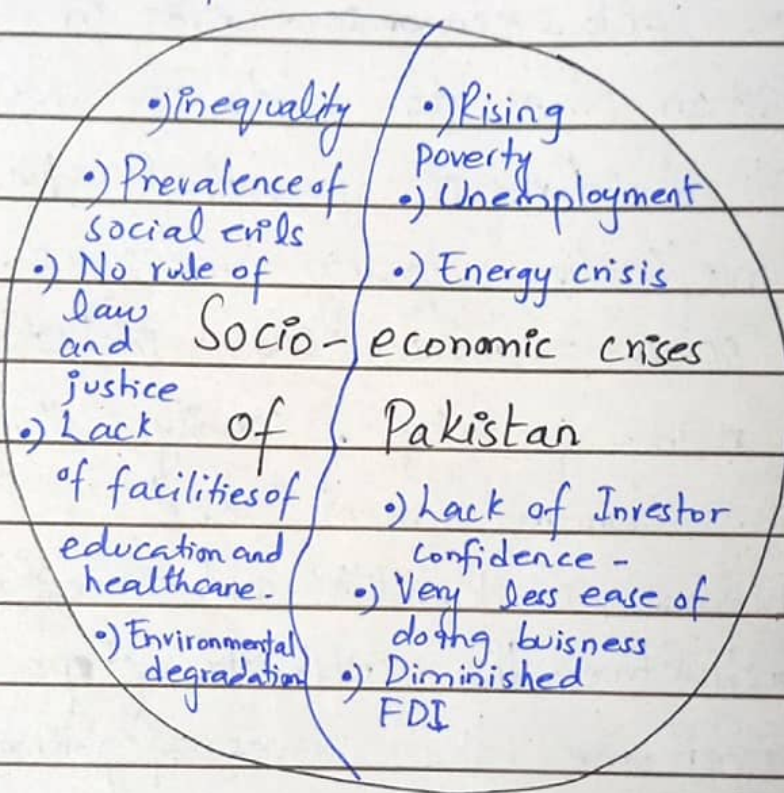 •) inequality
•) Prevalence of
social evils
•) No rule of
law
and
justice
•) Lack
of facilities of
education and
healthcare.
•) Environmental
degradation
Socio-economic crises
of Pakistan
•) Rising
poverty
•) Unemployment
•) Energy crisis
•) Lack of Investor
confidence -
•) Very less ease of
doing buisness
•) Diminished
FDI